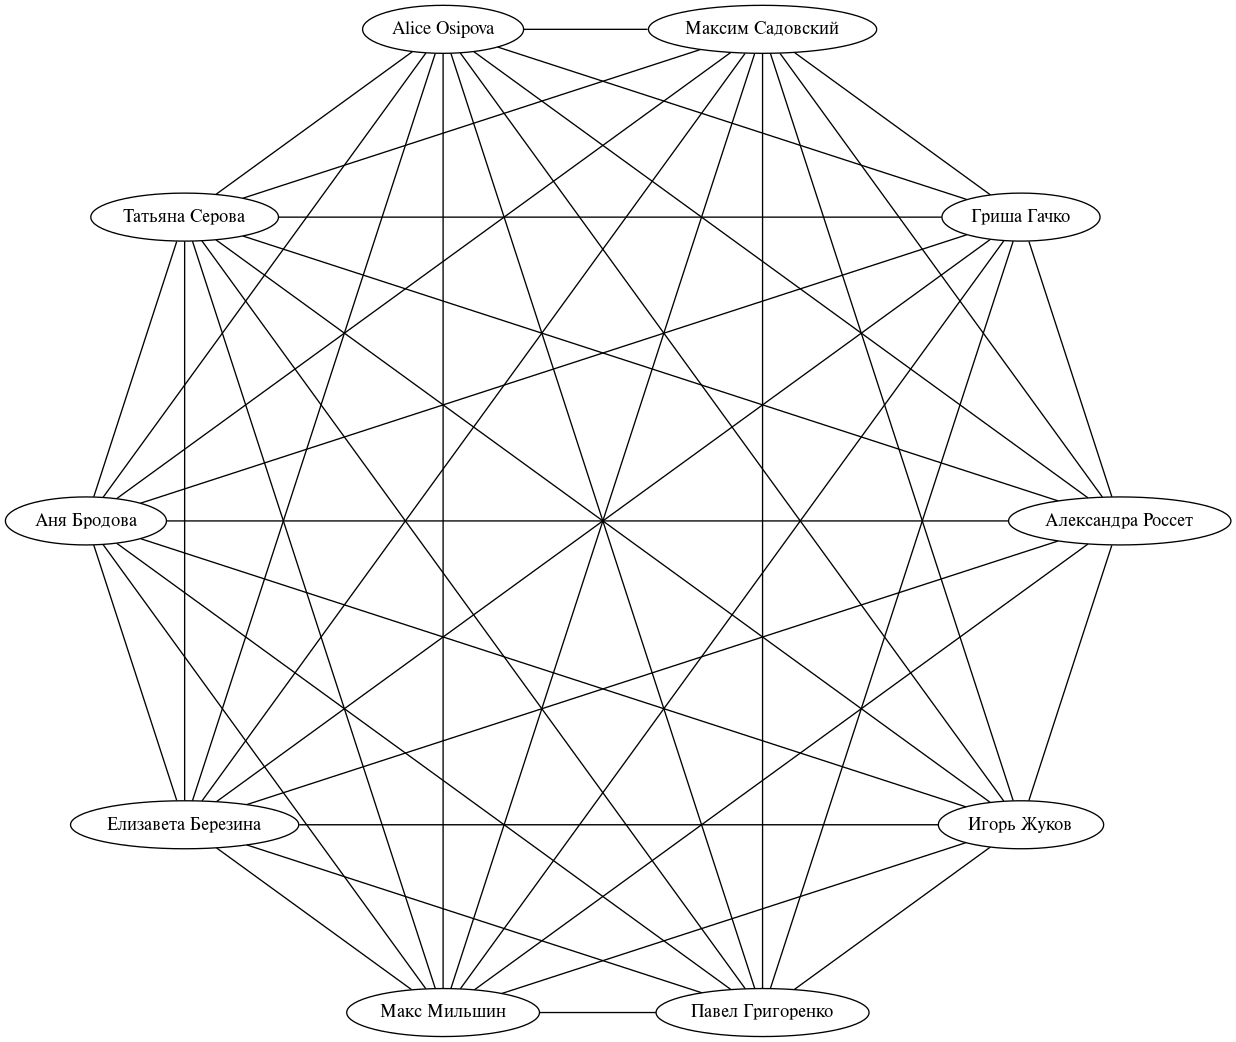 Alice Osipova
Максим Садовский
Татьяна Серова
Гриша Гачко
Аня Бродова
Александра Россет
Елизавета Березина
Игорь Жуков
Макс Мильшин
Павел Григоренко